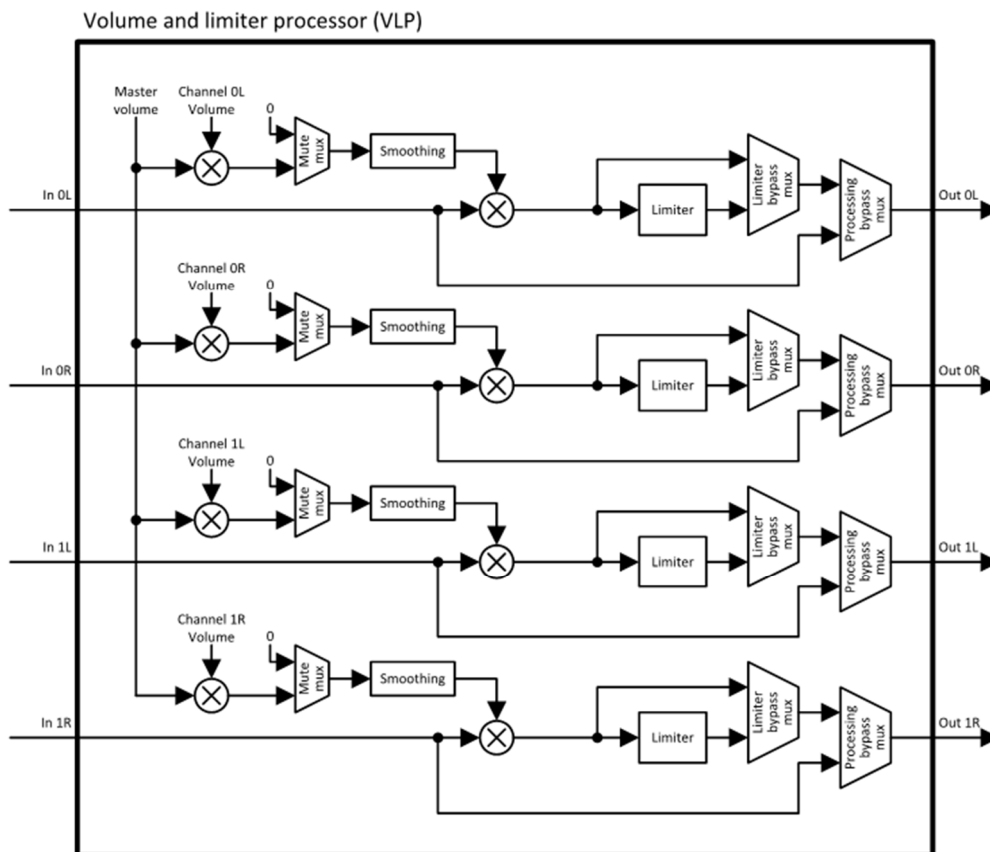 Volume and limiter processor (VLP)
Master
volume
Channel 0L
Volume
0
Mute
mux
Smoothing
In 0L
Limiter
Limiter
bypass
mux
Processing
bypass
mux
Out 0L
Channel 0R
Volume
0
Mute
mux
Smoothing
In 0R
Limiter
Limiter
bypass
mux
Processing
bypass
mux
Out 0R
Channel 1L
Volume
0
Mute
mux
Smoothing
In 1L
Limiter
Limiter
bypass
mux
Processing
bypass
mux
Out 1L
Channel 1R
Volume
0
Mute
mux
Smoothing
In 1R
Limiter
Limiter
bypass
mux
Processing
bypass
mux
Out 1R